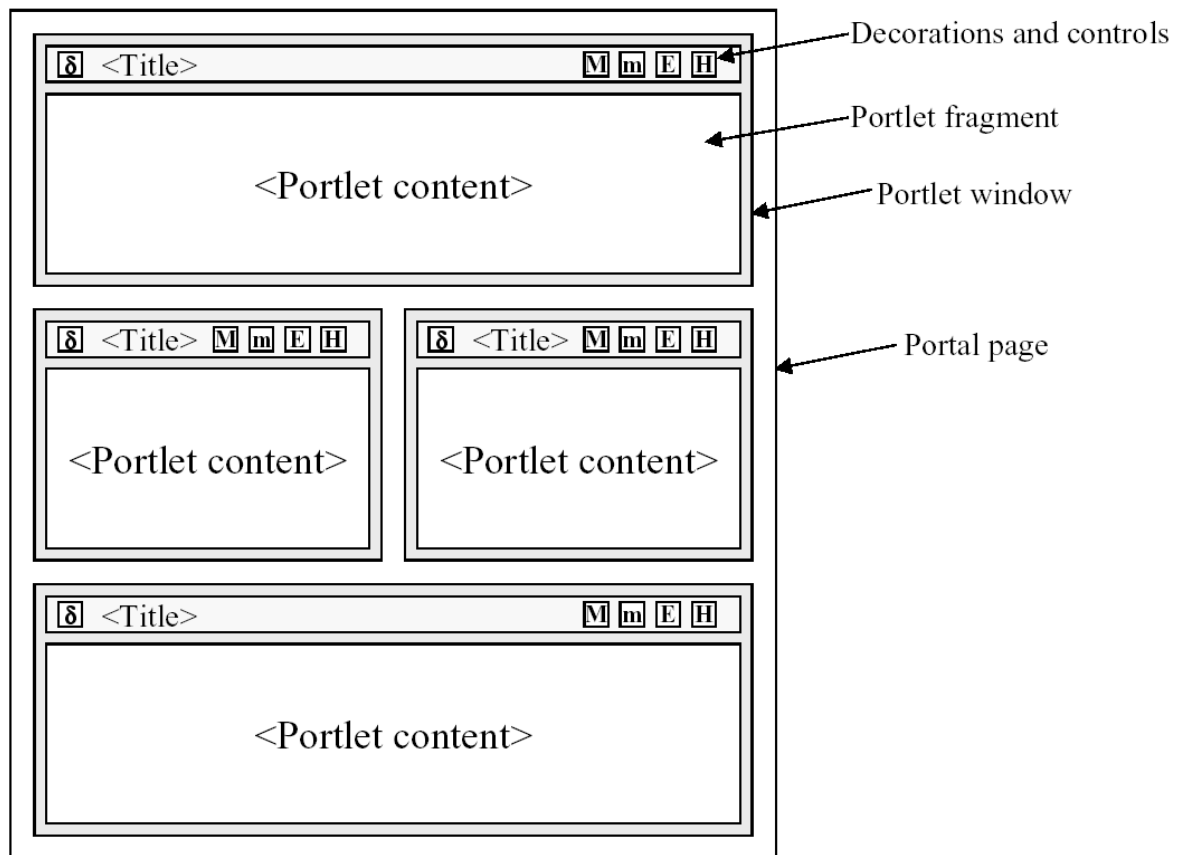 δ <Title> M m E H
Decorations and controls
Portlet fragment
<Portlet content>
Portlet window
δ <Title> M m E H
δ <Title> M m E H
Portal page
<Portlet content>
<Portlet content>
δ <Title> M m E H
<Portlet content>